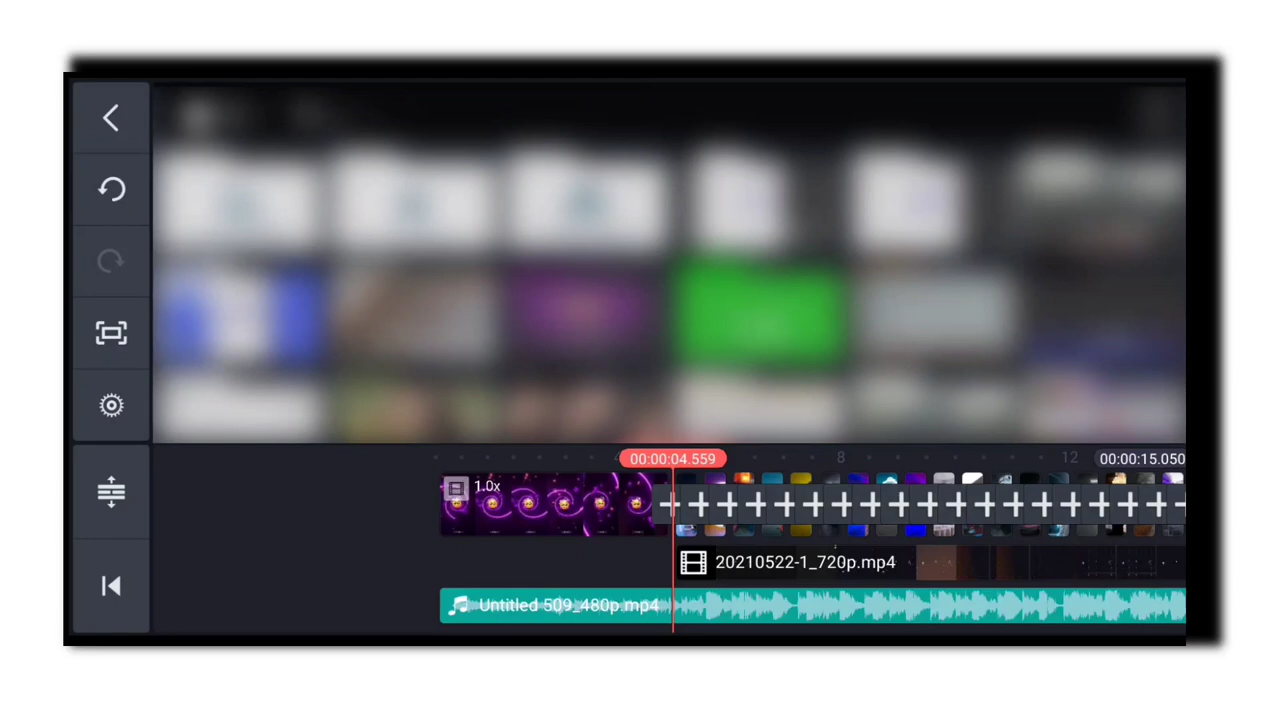 00:00:04.559
8
12
00:00:15.050
1.0x
20210522-1_720p.mp4
Untitled 509_480p.mp4